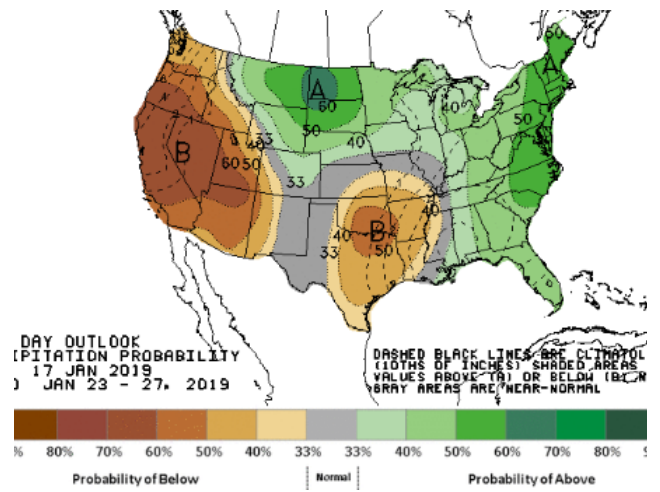 50
A
A
60
50
40
50
40
33
40
B
60
50
33
40
40
B
50
33
DAY OUTLOOK
IPITATION PROBABILITY
17 JAN 2019
JAN 23 - 27, 2019
DASHED BLACK LINES ARE CLIMATOL
(10THS OF INCHES) SHADED AREAS
VALUES ABOVE (A) OR BELOW (B)
GRAY AREAS ARE NEAR-NORMAL
% 80% 70% 60% 50% 40% 33% 33% 40% 50% 60% 70% 80% 9
Probability of Below Normal Probability of Above